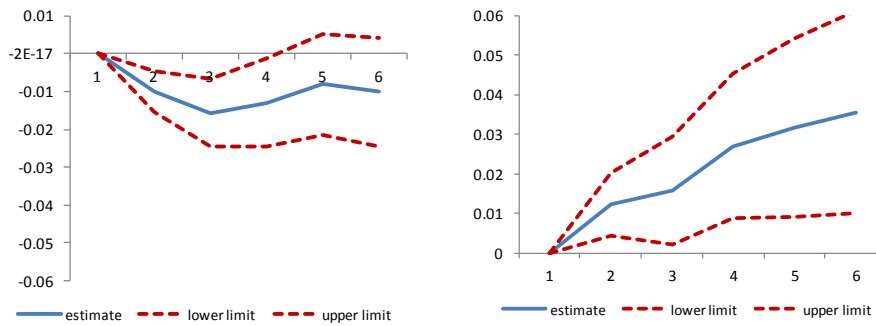 0.01
-2E-17
-0.01
-0.02
-0.03
-0.04
-0.05
-0.06
1 2 3 4 5 6
estimate lower limit upper limit
0.06
0.05
0.04
0.03
0.02
0.01
0
1 2 3 4 5 6
estimate lower limit upper limit